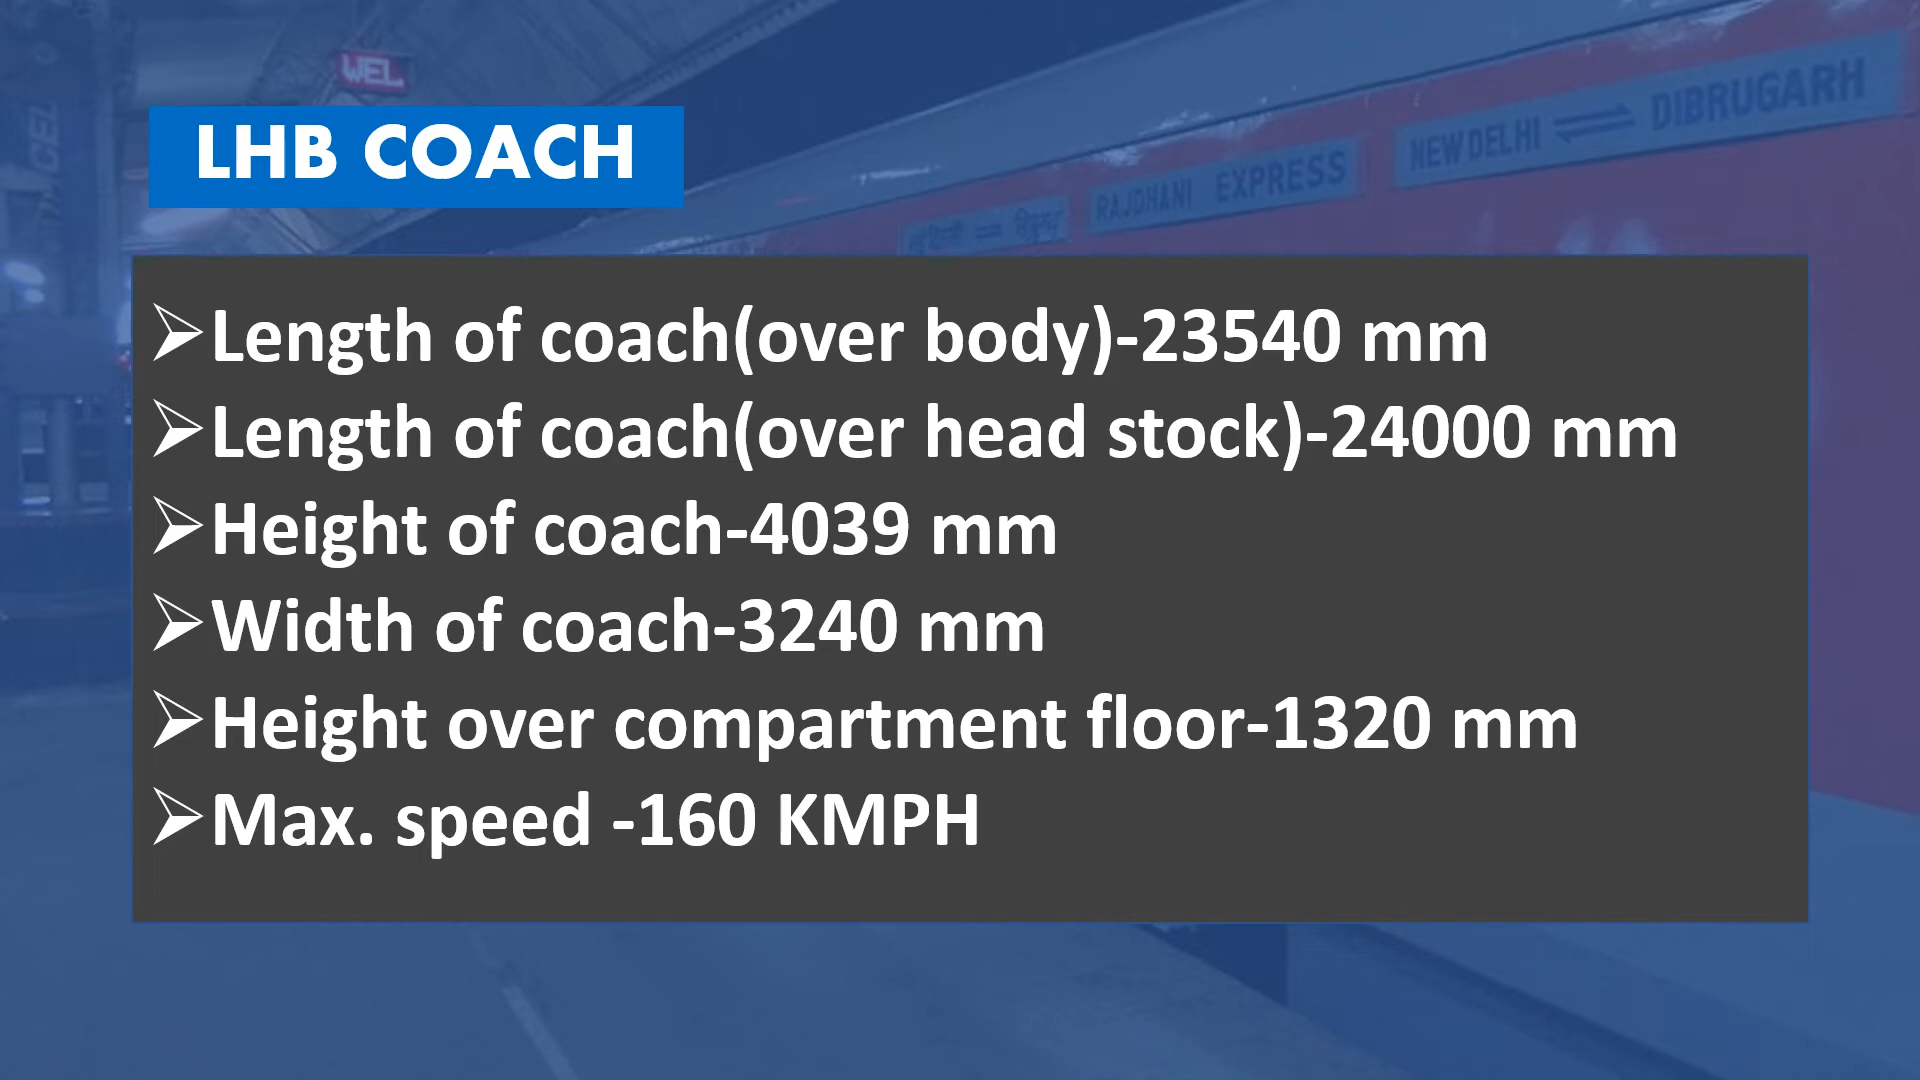 WEL
LHB COACH
NEW DELHI ⇌ DIBRUGARH
RAJDHANI EXPRESS
➢Length of coach(over body)-23540 mm
➢Length of coach(over head stock)-24000 mm
➢Height of coach-4039 mm
➢Width of coach-3240 mm
➢Height over compartment floor-1320 mm
➢Max. speed -160 KMPH